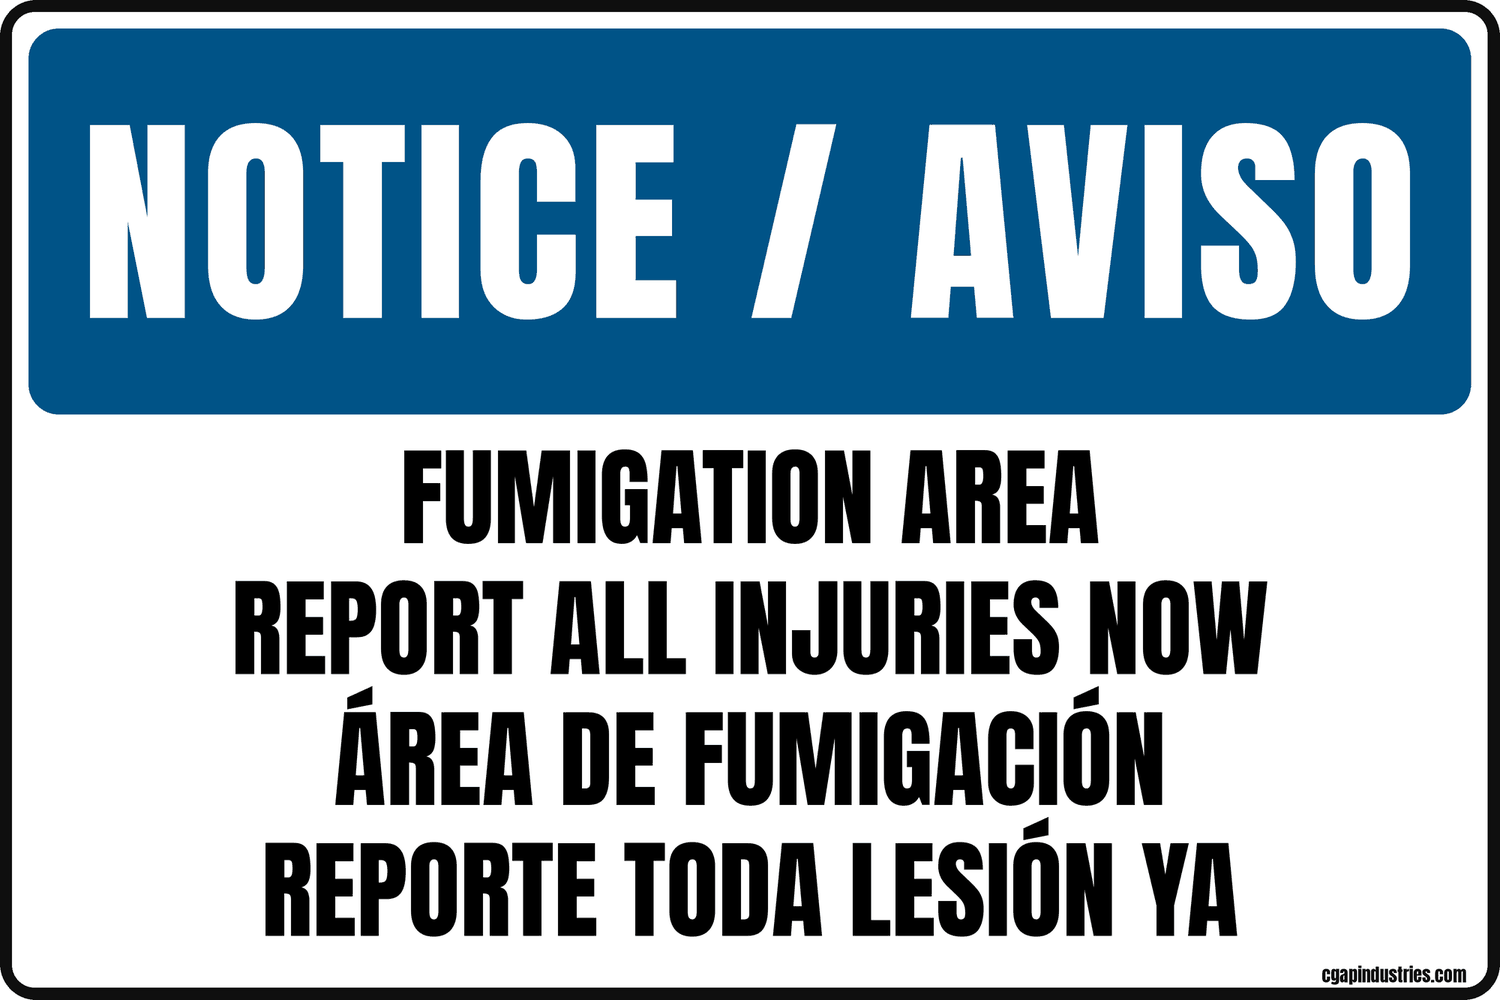 NOTICE / AVISO
FUMIGATION AREA
REPORT ALL INJURIES NOW
ÁREA DE FUMIGACIÓN
REPORTE TODA LESIÓN YA
cgapindustries.com